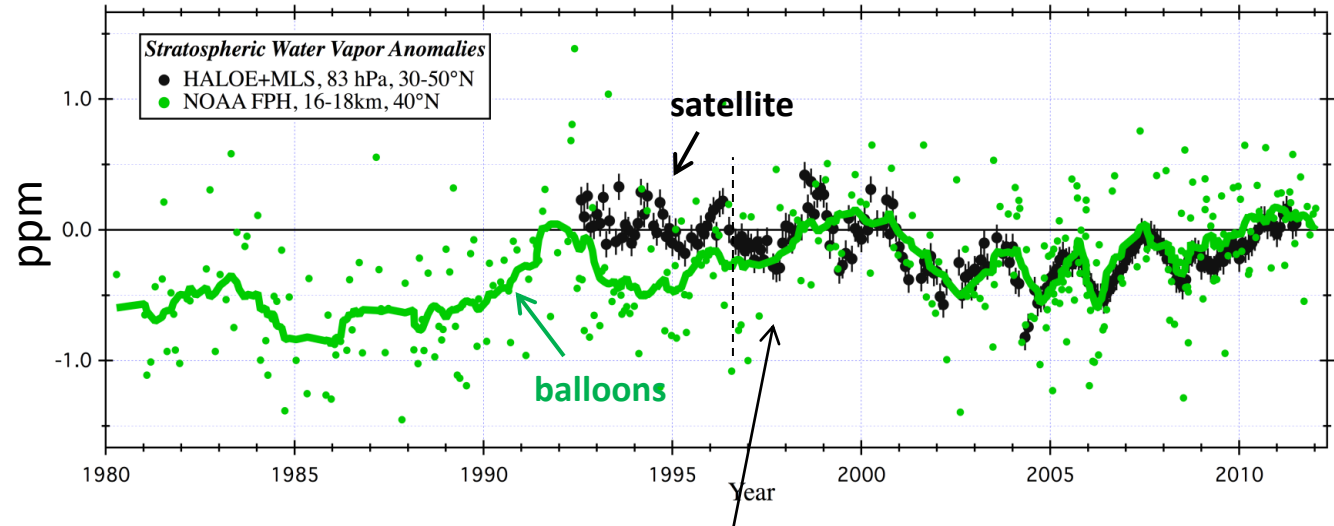 Stratospheric Water Vapor Anomalies
HALOE+MLS, 83 hPa, 30-50°N
NOAA FPH, 16-18km, 40°N
satellite
1.0
ppm
0.0
-1.0
balloons
1980 1985 1990 1995 2000 2005 2010
Year